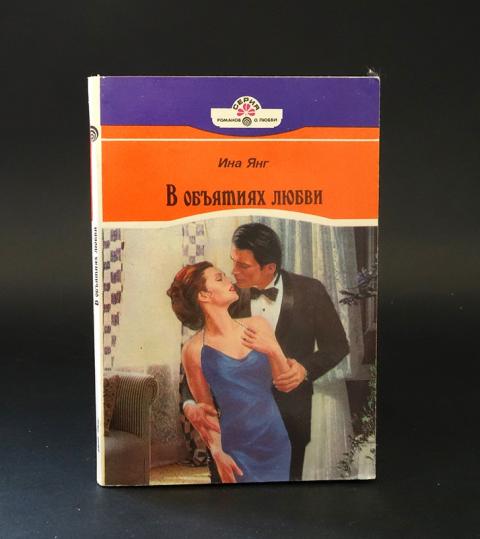 СЕРИЯ
РОМАНОВ О ЛЮБВИ
Ина Янг
В ОБЪЯТИЯХ ЛЮБВИ
В ОБЪЯТИЯХ ЛЮБВИ